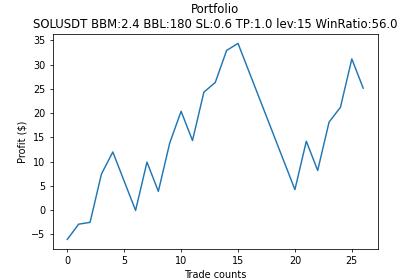 Portfolio
SOLUSDT BBM:2.4 BBL:180 SL:0.6 TP:1.0 lev:15 WinRatio:56.0
35
30
25
20
15
10
5
0
−5
Profit ($)
0 5 10 15 20 25
Trade counts